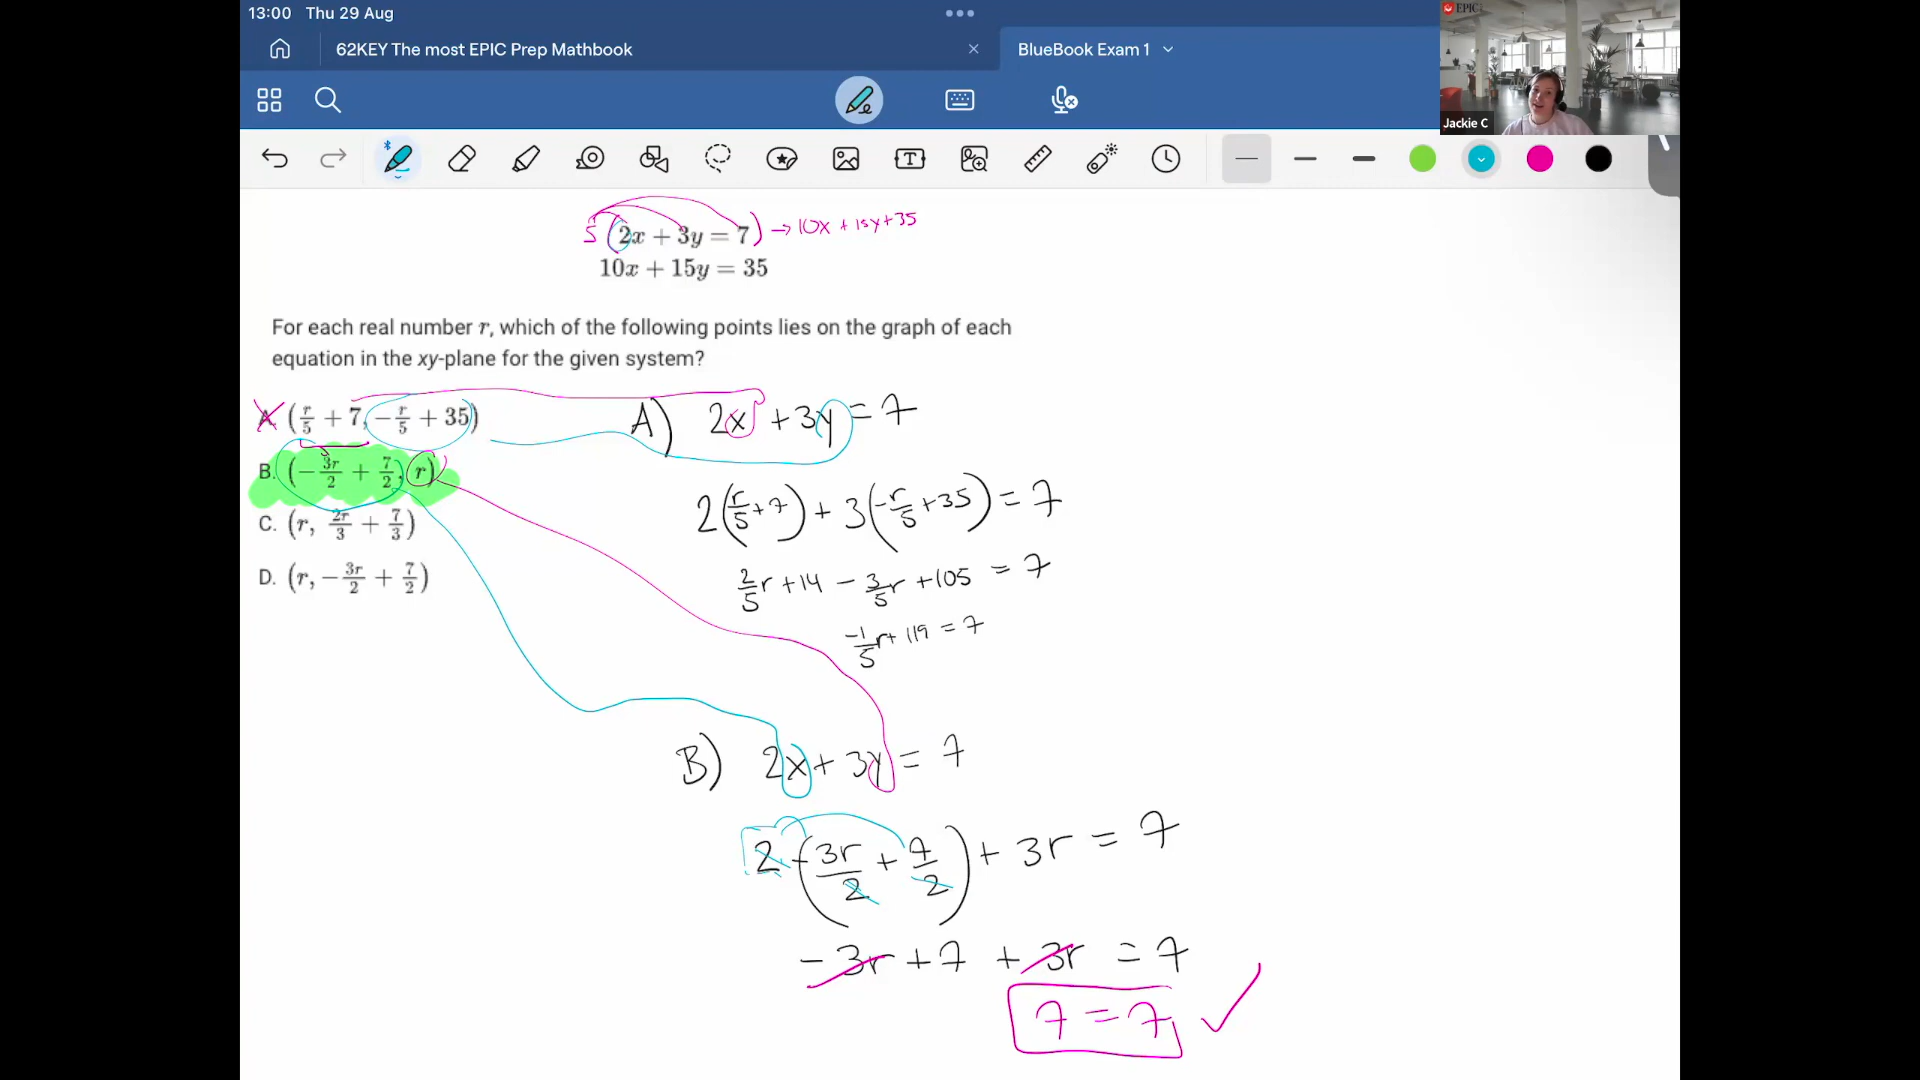 13:00 Thu 29 Aug
62KEY The most EPIC Prep Mathbook
BlueBook Exam 1
EPIC
Jackie C
5(2x + 3y = 7) → 10x + 15y + 35
10x + 15y = 35
For each real number r, which of the following points lies on the graph of each
equation in the xy-plane for the given system?
A. (r/5 + 7, -r/5 + 35)
B. (-3r/2 + 7/2, r)
C. (r, 2r/3 + 7/3)
D. (r, -3r/2 + 7/2)
A) 2x + 3y = 7
2(r/5 + 7) + 3(-r/5 + 35) = 7
2/5 r + 14 - 3/5 r + 105 = 7
-1/5 r + 119 = 7
B) 2x + 3y = 7
2(-3r/2 + 7/2) + 3r = 7
-3r + 7 + 3r = 7
7 = 7 ✓